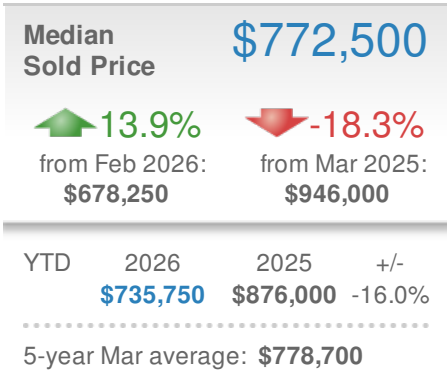 Median
Sold Price
$772,500
13.9%
-18.3%
from Feb 2026:
from Mar 2025:
$678,250
$946,000
YTD 2026 2025 +/-
$735,750 $876,000 -16.0%
5-year Mar average: $778,700